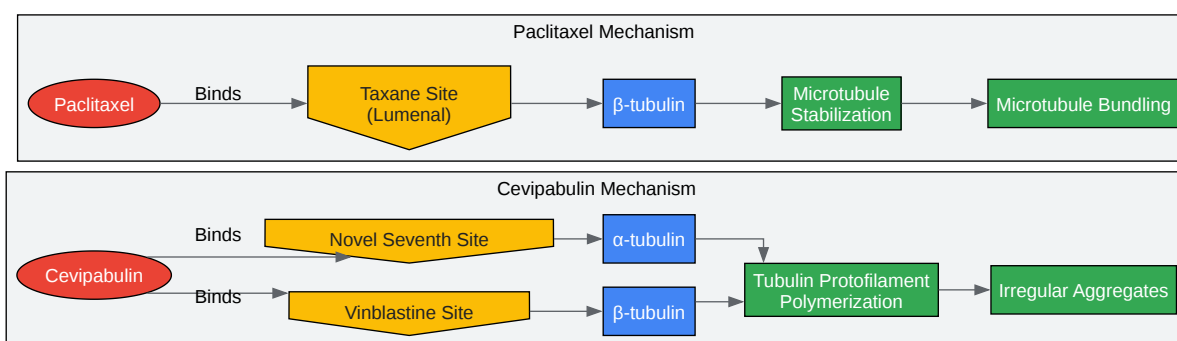 Paclitaxel Mechanism
Paclitaxel
Binds
Taxane Site
(Lumenal)
β-tubulin
Microtubule
Stabilization
Microtubule Bundling
Cevipabulin Mechanism
Cevipabulin
Binds
Novel Seventh Site
α-tubulin
Binds
Vinblastine Site
β-tubulin
Tubulin Protofilament
Polymerization
Irregular Aggregates